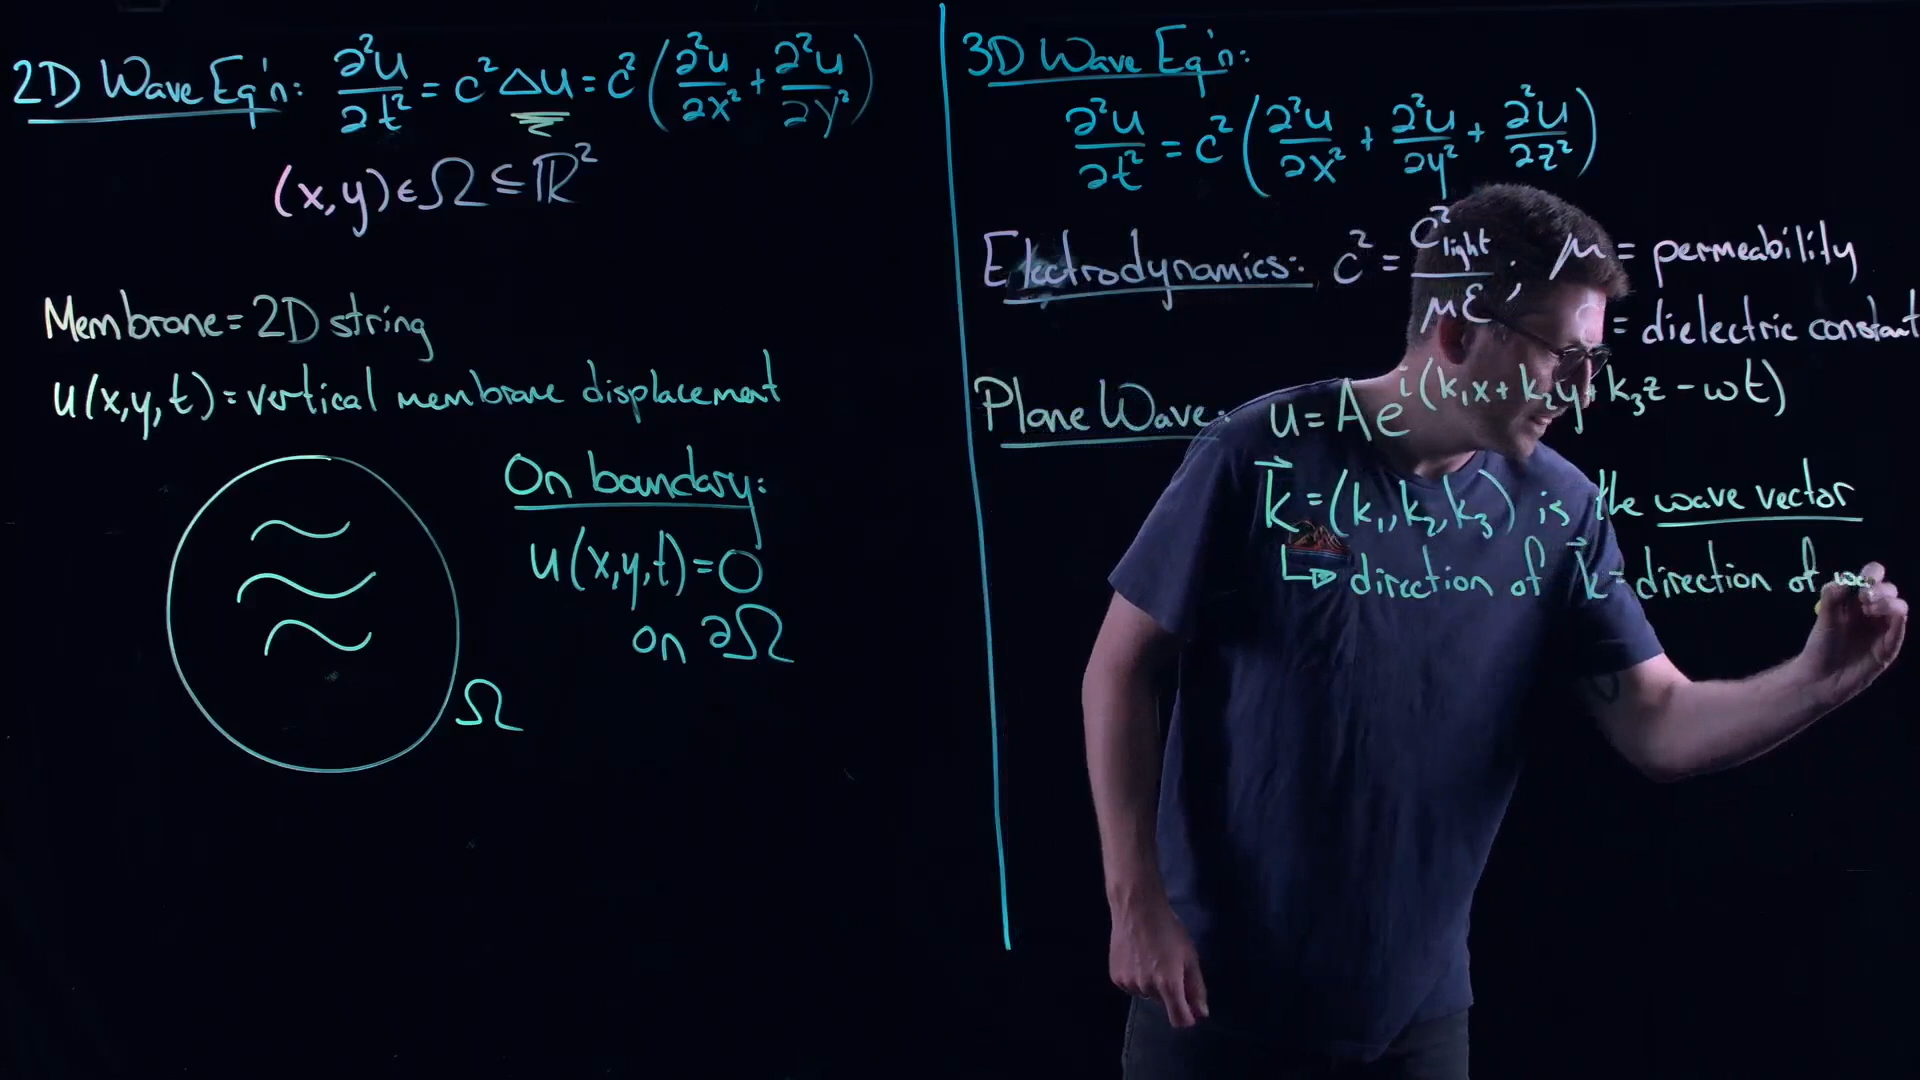 2D Wave Eq'n: ∂²u/∂t² = c² Δu = c² (∂²u/∂x² + ∂²u/∂y²)
(x,y) ∈ Ω ⊆ ℝ²
Membrane = 2D string
u(x,y,t) = vertical membrane displacement
On boundary:
u(x,y,t) = 0
on ∂Ω
Ω
3D Wave Eq'n:
∂²u/∂t² = c² (∂²u/∂x² + ∂²u/∂y² + ∂²u/∂z²)
Electrodynamics: c² = c²light/με ; μ = permeability
= dielectric constant
Plane Wave: u = Ae^i(k₁x + k₂y + k₃z - ωt)
k⃗ = (k₁, k₂, k₃) is the wave vector
↳ direction of k⃗ = direction of